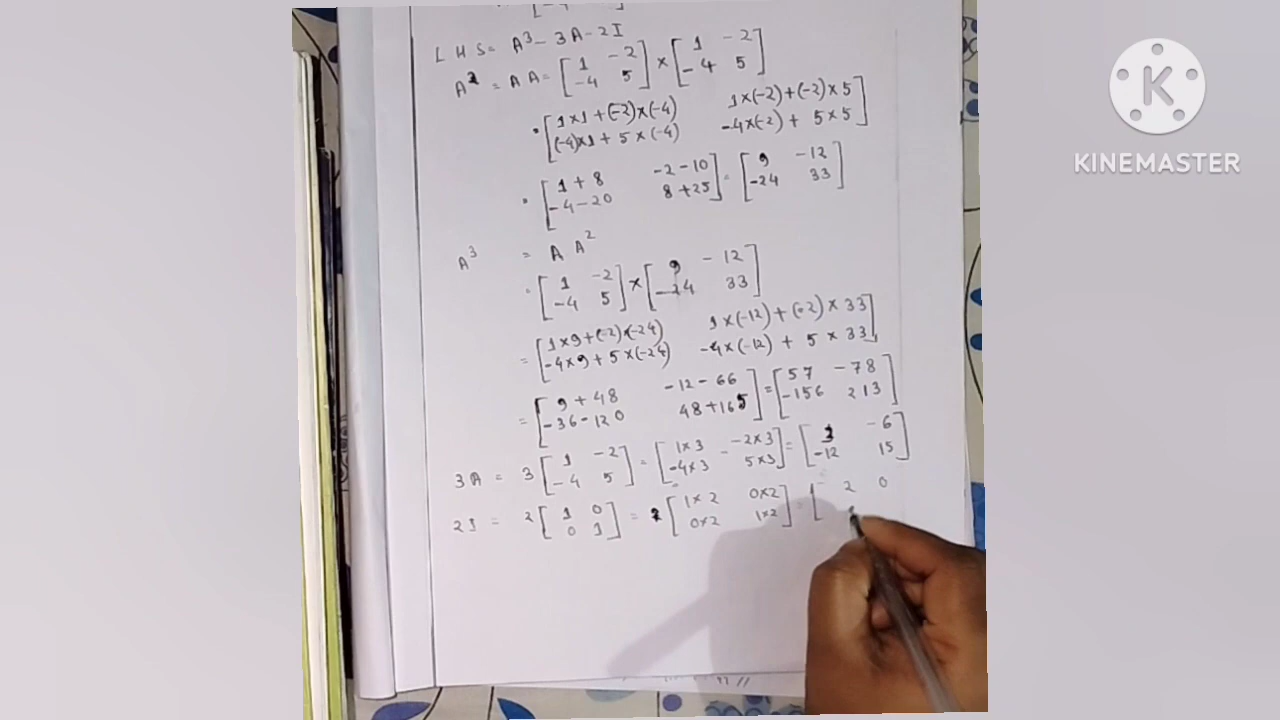 L H S = A³ - 3A - 2I
A² = A A = [ 1 -2 ] × [ 1 -2 ]
-4 5 -4 5
= [ 1×1+(-2)×(-4) 1×(-2)+(-2)×5 ]
(-4)×1+5×(-4) -4×(-2)+ 5×5
= [ 1+8 -2-10 ] = [ 9 -12 ]
-4-20 8+25 -24 33
A³ = A A²
= [ 1 -2 ] × [ 9 -12 ]
-4 5 -24 33
= [ 1×9+(-2)×(-24) 1×(-12)+(-2)×33 ]
-4×9+5×(-24) -4×(-12)+ 5×33
= [ 9+48 -12-66 ] = [ 57 -78 ]
-36-120 48+165 -156 213
3A = 3 [ 1 -2 ] = [ 1×3 -2×3 ] = [ 3 -6 ]
-4 5 -4×3 5×3 -12 15
2I = 2 [ 1 0 ] = [ 1×2 0×2 ] = [ 2 0
0 1 0×2 1×2
KINEMASTER